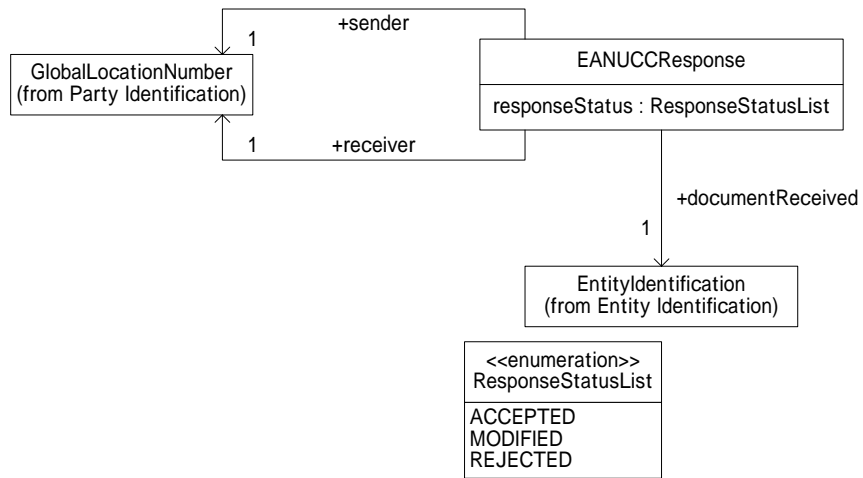 +sender
1
GlobalLocationNumber
(from Party Identification)
EANUCCResponse
responseStatus : ResponseStatusList
1
+receiver
+documentReceived
1
EntityIdentification
(from Entity Identification)
<<enumeration>>
ResponseStatusList
ACCEPTED
MODIFIED
REJECTED